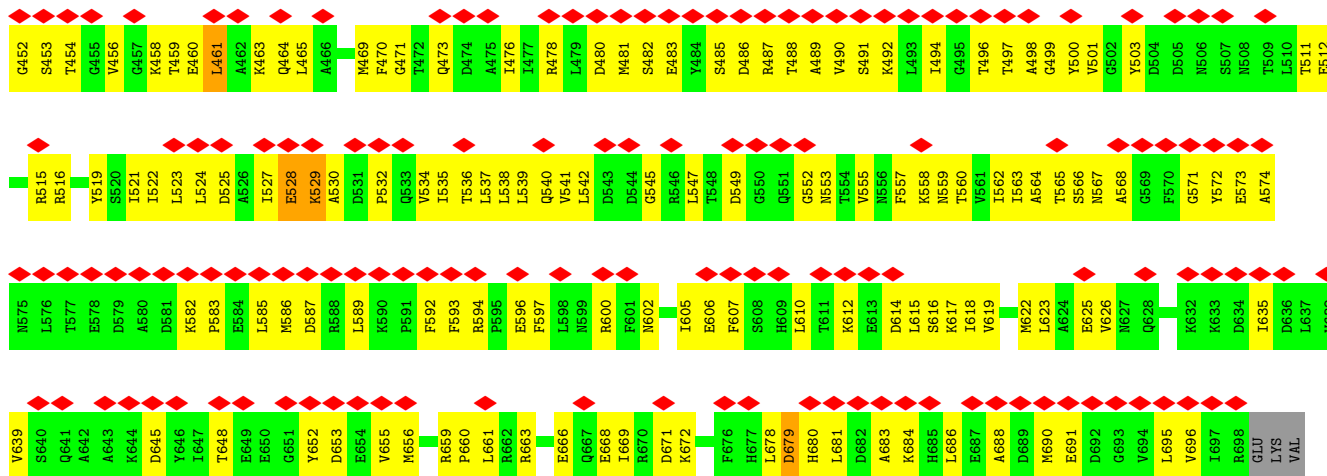 G452 S453 T454 G455 V456 G457 K458 T459 E460 L461 A462 K463 Q464 L465 A466 M469 F470 G471 T472 Q473 D474 A475 I476 I477 R478 L479 D480 M481 S482 E483 Y484 S485 D486 R487 T488 A489 V490 S491 K492 L493 I494 G495 T496 T497 A498 G499 Y500 V501 G502 Y503 D504 D505 N506 S507 N508 T509 L510 T511 E512
R515 R516 Y519 S520 I521 I522 L523 L524 D525 A526 I527 E528 K529 A530 D531 P532 Q533 V534 I535 T536 L537 L538 L539 Q540 V541 L542 D543 D544 G545 R546 L547 T548 D549 G550 Q551 G552 N553 T554 V555 N556 F557 K558 N559 T560 V561 I562 I563 A564 T565 S566 N567 A568 G569 F570 G571 Y572 E573 A574
N575 L576 T577 E578 D579 A580 D581 K582 P583 E584 L585 M586 D587 R588 L589 K590 P591 F592 F593 R594 P595 E596 F597 L598 N599 R600 F601 N602 I605 E606 F607 S608 H609 L610 T611 K612 E613 D614 L615 S616 K617 I618 V619 M622 L623 A624 E625 V626 N627 Q628 K632 K633 D634 I635 D636 L637
V639 S640 Q641 A642 A643 K644 D645 Y646 I647 T648 E649 E650 G651 Y652 D653 E654 V655 M656 R659 P660 L661 R662 R663 E666 Q667 E668 I669 R670 D671 K672 F676 H677 L678 D679 H680 L681 D682 A683 K684 H685 L686 E687 A688 D689 M690 E691 D692 G693 V694 L695 V696 I697 R698 GLU LYS VAL